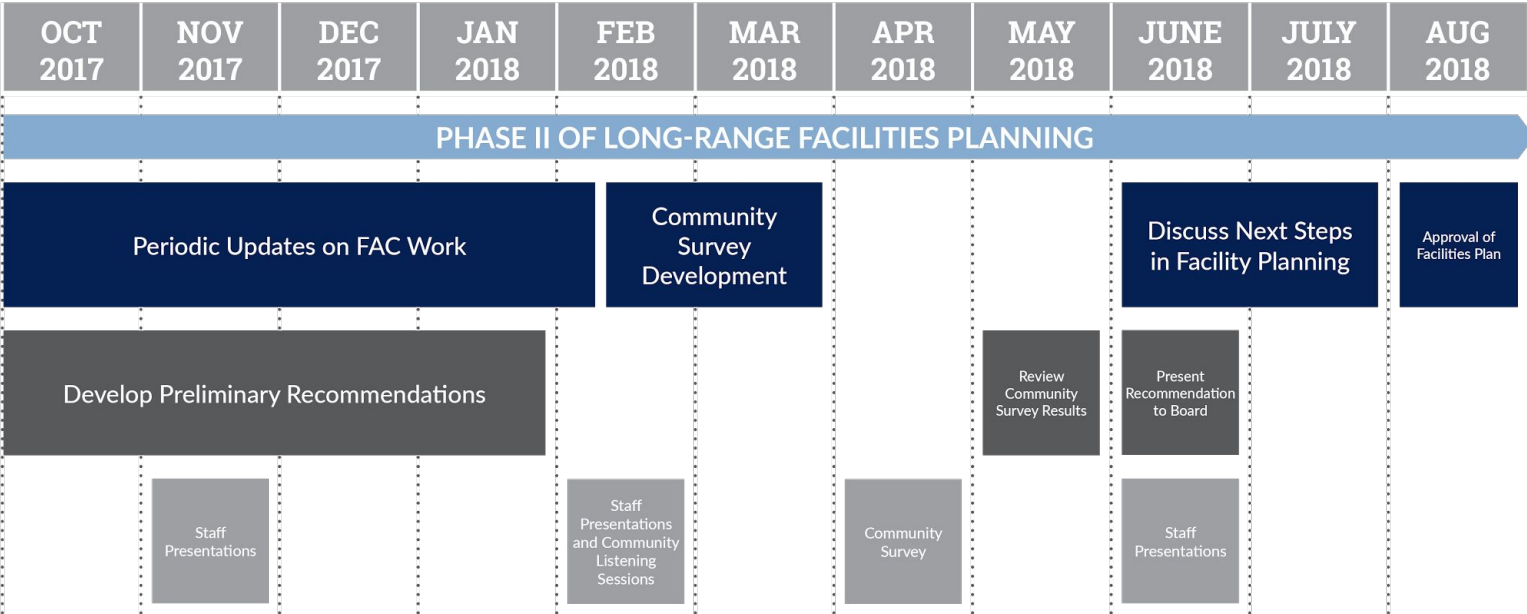 OCT
2017
NOV
2017
DEC
2017
JAN
2018
FEB
2018
MAR
2018
APR
2018
MAY
2018
JUNE
2018
JULY
2018
AUG
2018
PHASE II OF LONG-RANGE FACILITIES PLANNING
Periodic Updates on FAC Work
Community
Survey
Development
Discuss Next Steps
in Facility Planning
Approval of
Facilities Plan
Develop Preliminary Recommendations
Review
Community
Survey Results
Present
Recommendation
to Board
Staff
Presentations
Staff
Presentations
and Community
Listening
Sessions
Community
Survey
Staff
Presentations